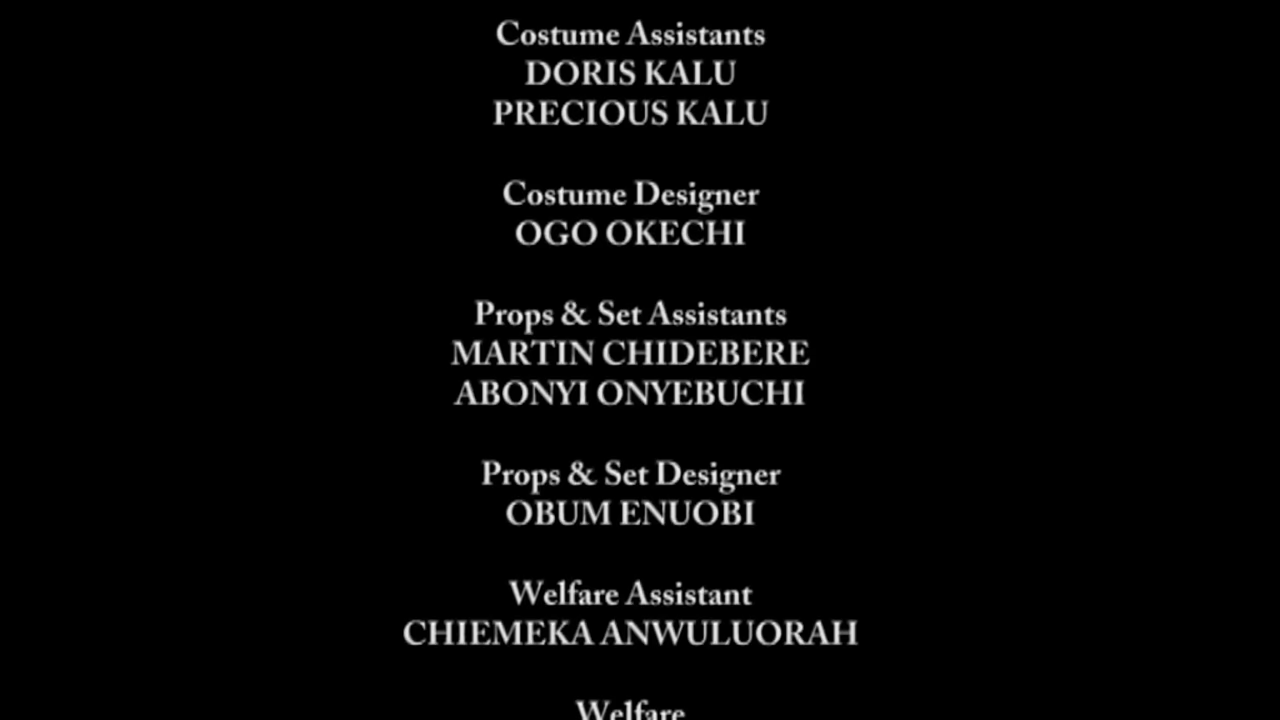 Costume Assistants
DORIS KALU
PRECIOUS KALU
Costume Designer
OGO OKECHI
Props & Set Assistants
MARTIN CHIDEBERE
ABONYI ONYEBUCHI
Props & Set Designer
OBUM ENUOBI
Welfare Assistant
CHIEMEKA ANWULUORAH
Welfare